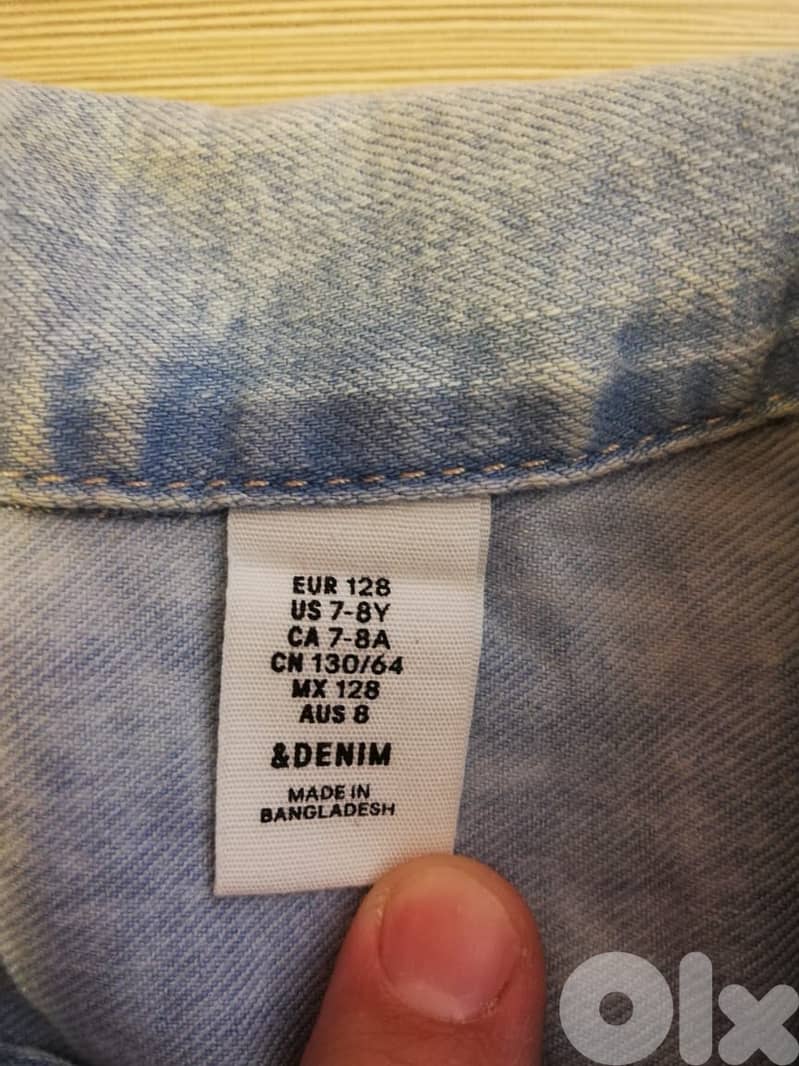 EUR 128
US 7-8Y
CA 7-8A
CN 130/64
MX 128
AUS 8
&DENIM
MADE IN
BANGLADESH
Olx